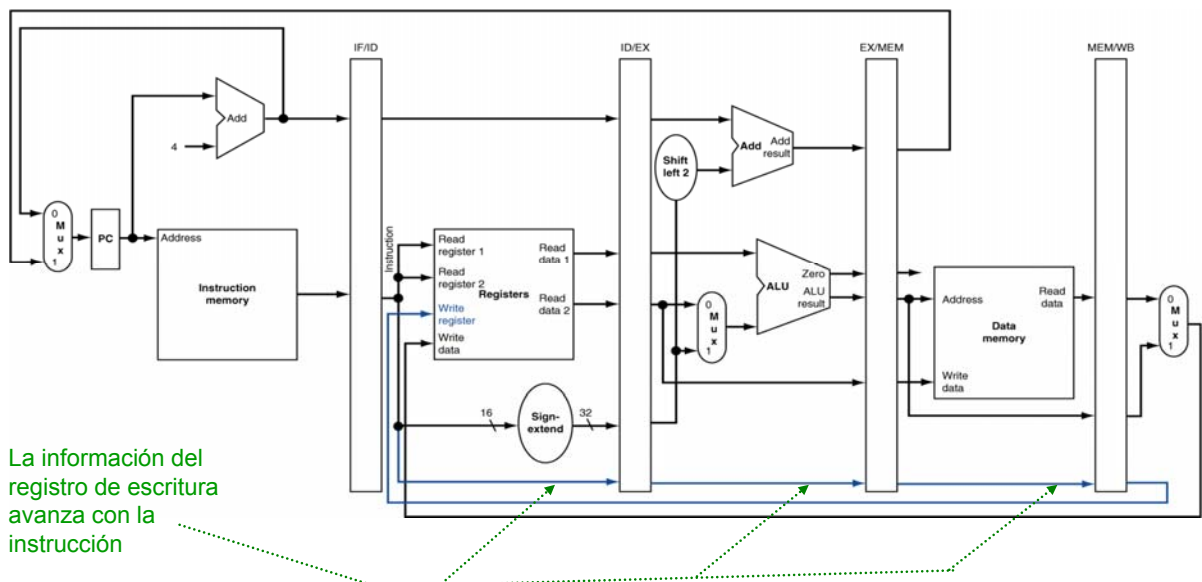 IF/ID
ID/EX
EX/MEM
MEM/WB
Add
4
Add
Add
result
Shift
left 2
0
M
u
x
1
PC
Address
Instruction
memory
Instruction
Read
register 1
Read
register 2
Write
register
Write
data
Registers
Read
data 1
Read
data 2
0
M
u
x
1
Zero
ALU
ALU
result
Address
Read
data
Data
memory
Write
data
0
M
u
x
1
16
Sign-
extend
32
La información del
registro de escritura
avanza con la
instrucción